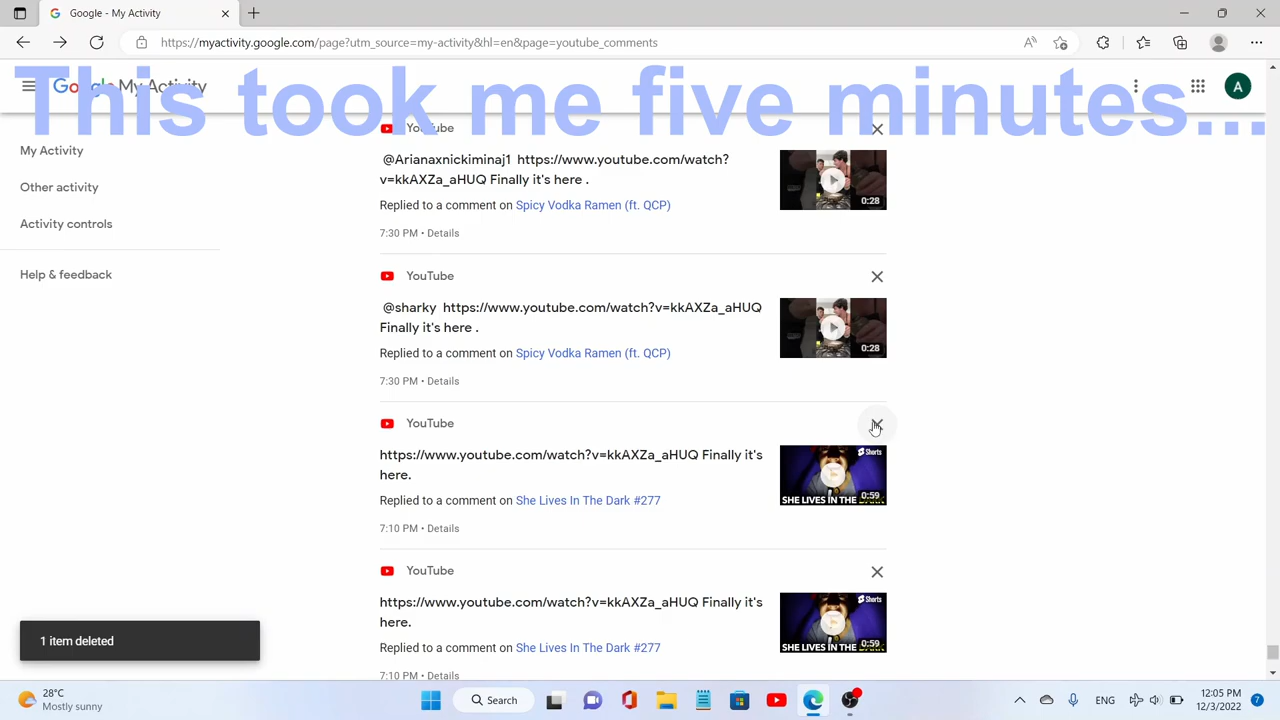 Google - My Activity
https://myactivity.google.com/page?utm_source=my-activity&hl=en&page=youtube_comments
This took me five minutes...
Google My Activity
A
My Activity
Other activity
Activity controls
Help & feedback
YouTube
@Arianaxnickiminaj1 https://www.youtube.com/watch?
v=kkAXZa_aHUQ Finally it's here .
Replied to a comment on Spicy Vodka Ramen (ft. QCP)
7:30 PM • Details
0:28
YouTube
@sharky https://www.youtube.com/watch?v=kkAXZa_aHUQ
Finally it's here .
Replied to a comment on Spicy Vodka Ramen (ft. QCP)
7:30 PM • Details
0:28
YouTube
https://www.youtube.com/watch?v=kkAXZa_aHUQ Finally it's
here.
Replied to a comment on She Lives In The Dark #277
7:10 PM • Details
Shorts
0:59
SHE LIVES IN THE DARK
YouTube
https://www.youtube.com/watch?v=kkAXZa_aHUQ Finally it's
here.
Replied to a comment on She Lives In The Dark #277
7:10 PM • Details
Shorts
0:59
SHE LIVES IN THE DARK
1 item deleted
28°C
Mostly sunny
Search
ENG
12:05 PM
12/3/2022
7